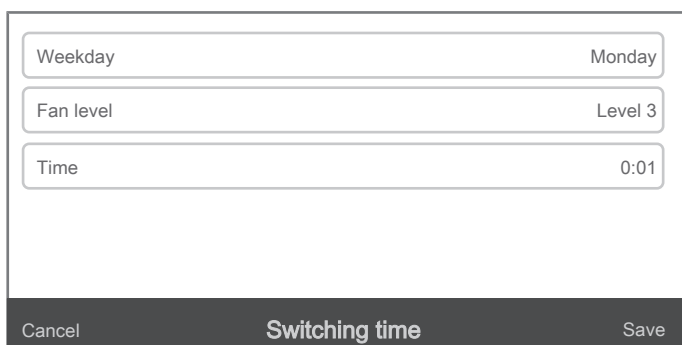 Weekday Monday
Fan level Level 3
Time 0:01
Cancel Switching time Save